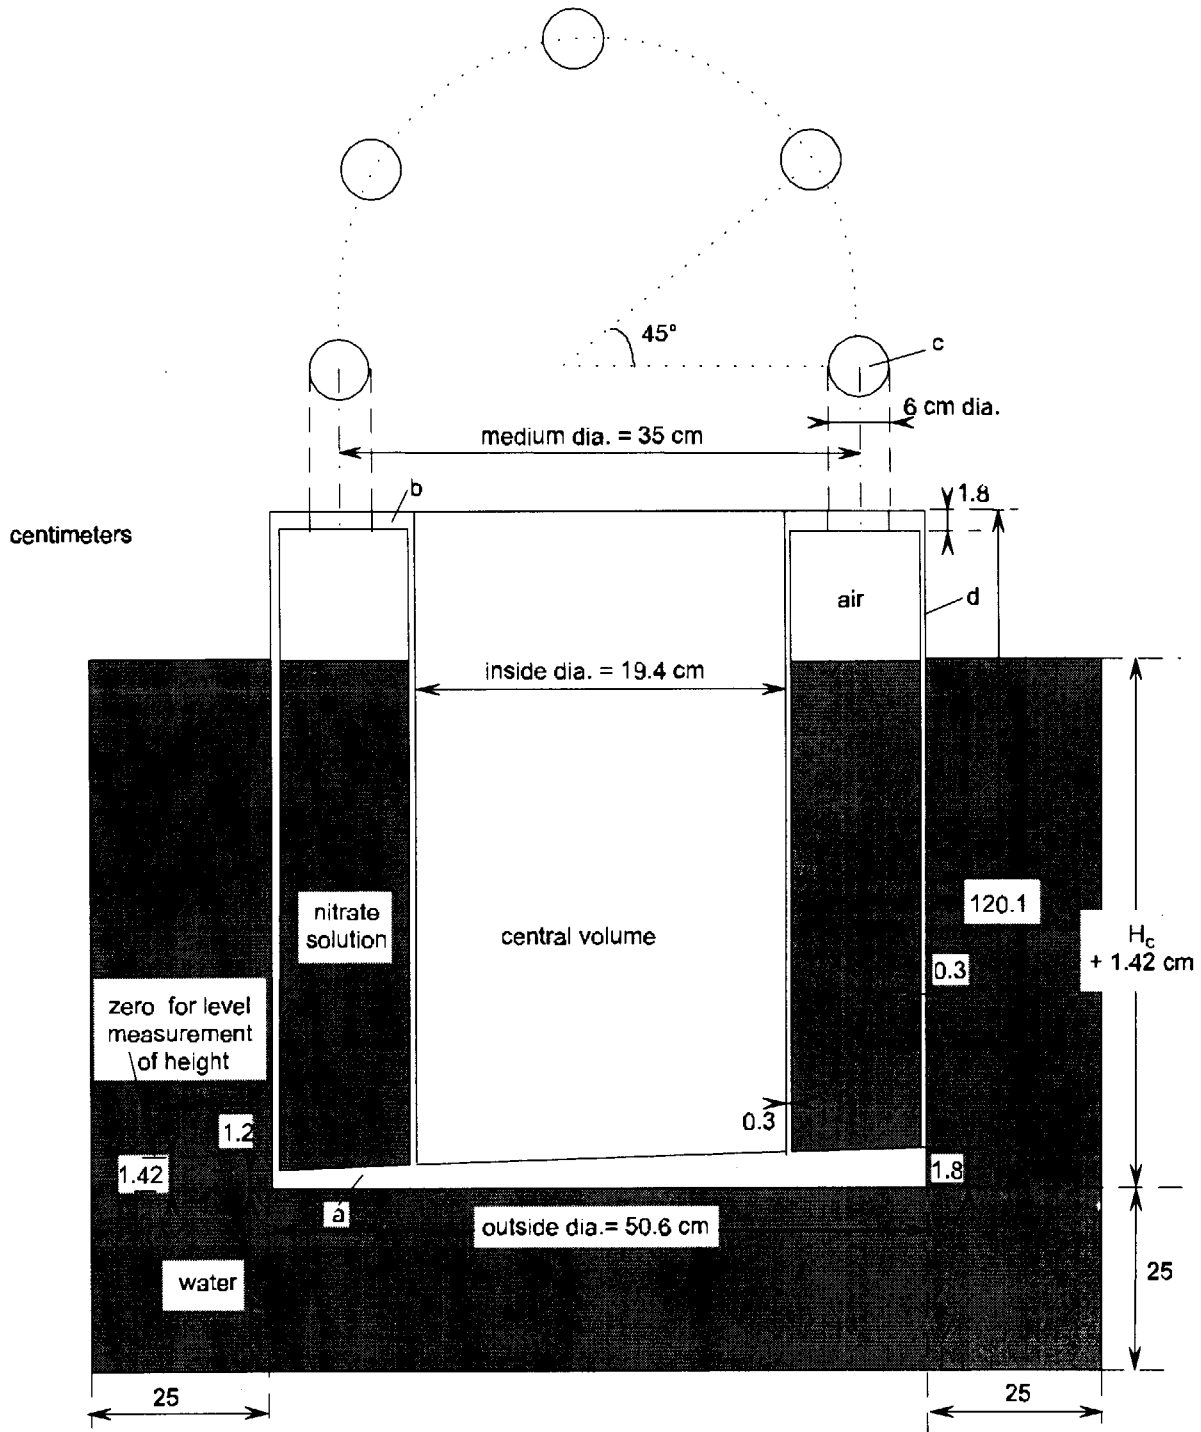 45°
c
6 cm dia.
medium dia. = 35 cm
b
1.8
centimeters
air
d
inside dia. = 19.4 cm
nitrate
solution
central volume
120.1
H_c
+ 1.42 cm
0.3
zero for level
measurement
of height
0.3
1.2
1.42
1.8
a
outside dia.= 50.6 cm
water
25
25
25